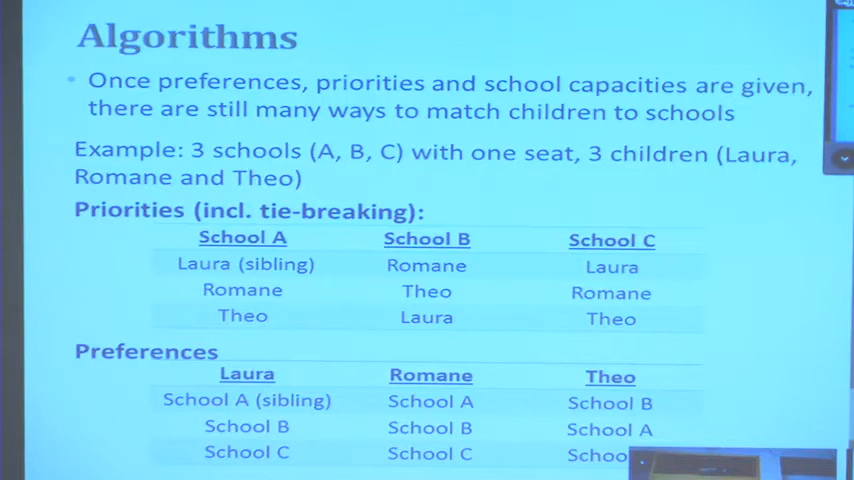 Algorithms
• Once preferences, priorities and school capacities are given,
there are still many ways to match children to schools
Example: 3 schools (A, B, C) with one seat, 3 children (Laura,
Romane and Theo)
Priorities (incl. tie-breaking):
School A School B School C
Laura (sibling) Romane Laura
Romane Theo Romane
Theo Laura Theo
Preferences
Laura Romane Theo
School A (sibling) School A School B
School B School B School A
School C School C